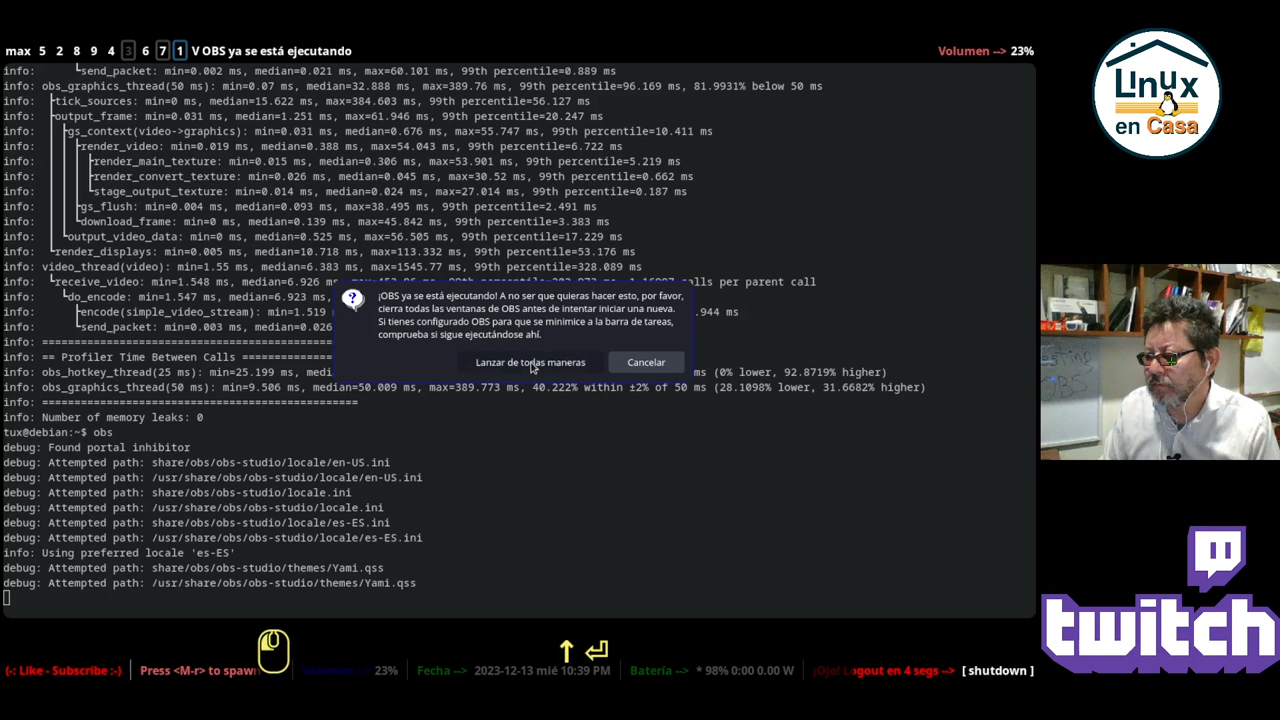 max 5 2 8 9 4 3 6 7 1 V OBS ya se está ejecutando
Volumen --> 23%
info: send_packet: min=0.002 ms, median=0.021 ms, max=60.101 ms, 99th percentile=0.889 ms
info: obs_graphics_thread(50 ms): min=0.07 ms, median=32.888 ms, max=389.76 ms, 99th percentile=96.169 ms, 81.9931% below 50 ms
info: tick_sources: min=0 ms, median=15.622 ms, max=384.603 ms, 99th percentile=56.127 ms
info: output_frame: min=0.031 ms, median=1.251 ms, max=61.946 ms, 99th percentile=20.247 ms
info: gs_context(video->graphics): min=0.031 ms, median=0.676 ms, max=55.747 ms, 99th percentile=10.411 ms
info: render_video: min=0.019 ms, median=0.388 ms, max=54.043 ms, 99th percentile=6.722 ms
info: render_main_texture: min=0.015 ms, median=0.306 ms, max=53.901 ms, 99th percentile=5.219 ms
info: render_convert_texture: min=0.026 ms, median=0.045 ms, max=30.52 ms, 99th percentile=0.662 ms
info: stage_output_texture: min=0.014 ms, median=0.024 ms, max=27.014 ms, 99th percentile=0.187 ms
info: gs_flush: min=0.004 ms, median=0.093 ms, max=38.495 ms, 99th percentile=2.491 ms
info: download_frame: min=0 ms, median=0.139 ms, max=45.842 ms, 99th percentile=3.383 ms
info: output_video_data: min=0 ms, median=0.525 ms, max=56.505 ms, 99th percentile=17.229 ms
info: render_displays: min=0.005 ms, median=10.718 ms, max=113.332 ms, 99th percentile=53.176 ms
info: video_thread(video): min=1.55 ms, median=6.383 ms, max=1545.77 ms, 99th percentile=328.089 ms
info: receive_video: min=1.548 ms, median=6.926 ms, calls per parent call
info: do_encode: min=1.547 ms, median=6.923 ms,
info: encode(simple_video_stream): min=1.519 .944 ms
info: send_packet: min=0.003 ms, median=0.026
info: ====================================
info: == Profiler Time Between Calls ====
info: obs_hotkey_thread(25 ms): min=25.199 ms, ms (0% lower, 92.8719% higher)
info: obs_graphics_thread(50 ms): min=9.506 ms, median=50.009 ms, max=389.773 ms, 40.222% within ±2% of 50 ms (28.1098% lower, 31.6682% higher)
info: =================================================
info: Number of memory leaks: 0
tux@debian:~$ obs
debug: Found portal inhibitor
debug: Attempted path: share/obs/obs-studio/locale/en-US.ini
debug: Attempted path: /usr/share/obs/obs-studio/locale/en-US.ini
debug: Attempted path: share/obs/obs-studio/locale.ini
debug: Attempted path: /usr/share/obs/obs-studio/locale.ini
debug: Attempted path: share/obs/obs-studio/locale/es-ES.ini
debug: Attempted path: /usr/share/obs/obs-studio/locale/es-ES.ini
info: Using preferred locale 'es-ES'
debug: Attempted path: share/obs/obs-studio/themes/Yami.qss
debug: Attempted path: /usr/share/obs/obs-studio/themes/Yami.qss
¡OBS ya se está ejecutando! A no ser que quieras hacer esto, por favor,
cierra todas las ventanas de OBS antes de intentar iniciar una nueva.
Si tienes configurado OBS para que se minimice a la barra de tareas,
comprueba si sigue ejecutándose ahí.
Lanzar de todas maneras
Cancelar
LInux
en Casa
twitch
(-: Like - Subscribe :-) Press <M-r> to spawn 23% Fecha --> 2023-12-13 mié 10:39 PM Batería --> * 98% 0:00 0.00 W ¡Ojo! Logout en 4 segs --> [ shutdown ]